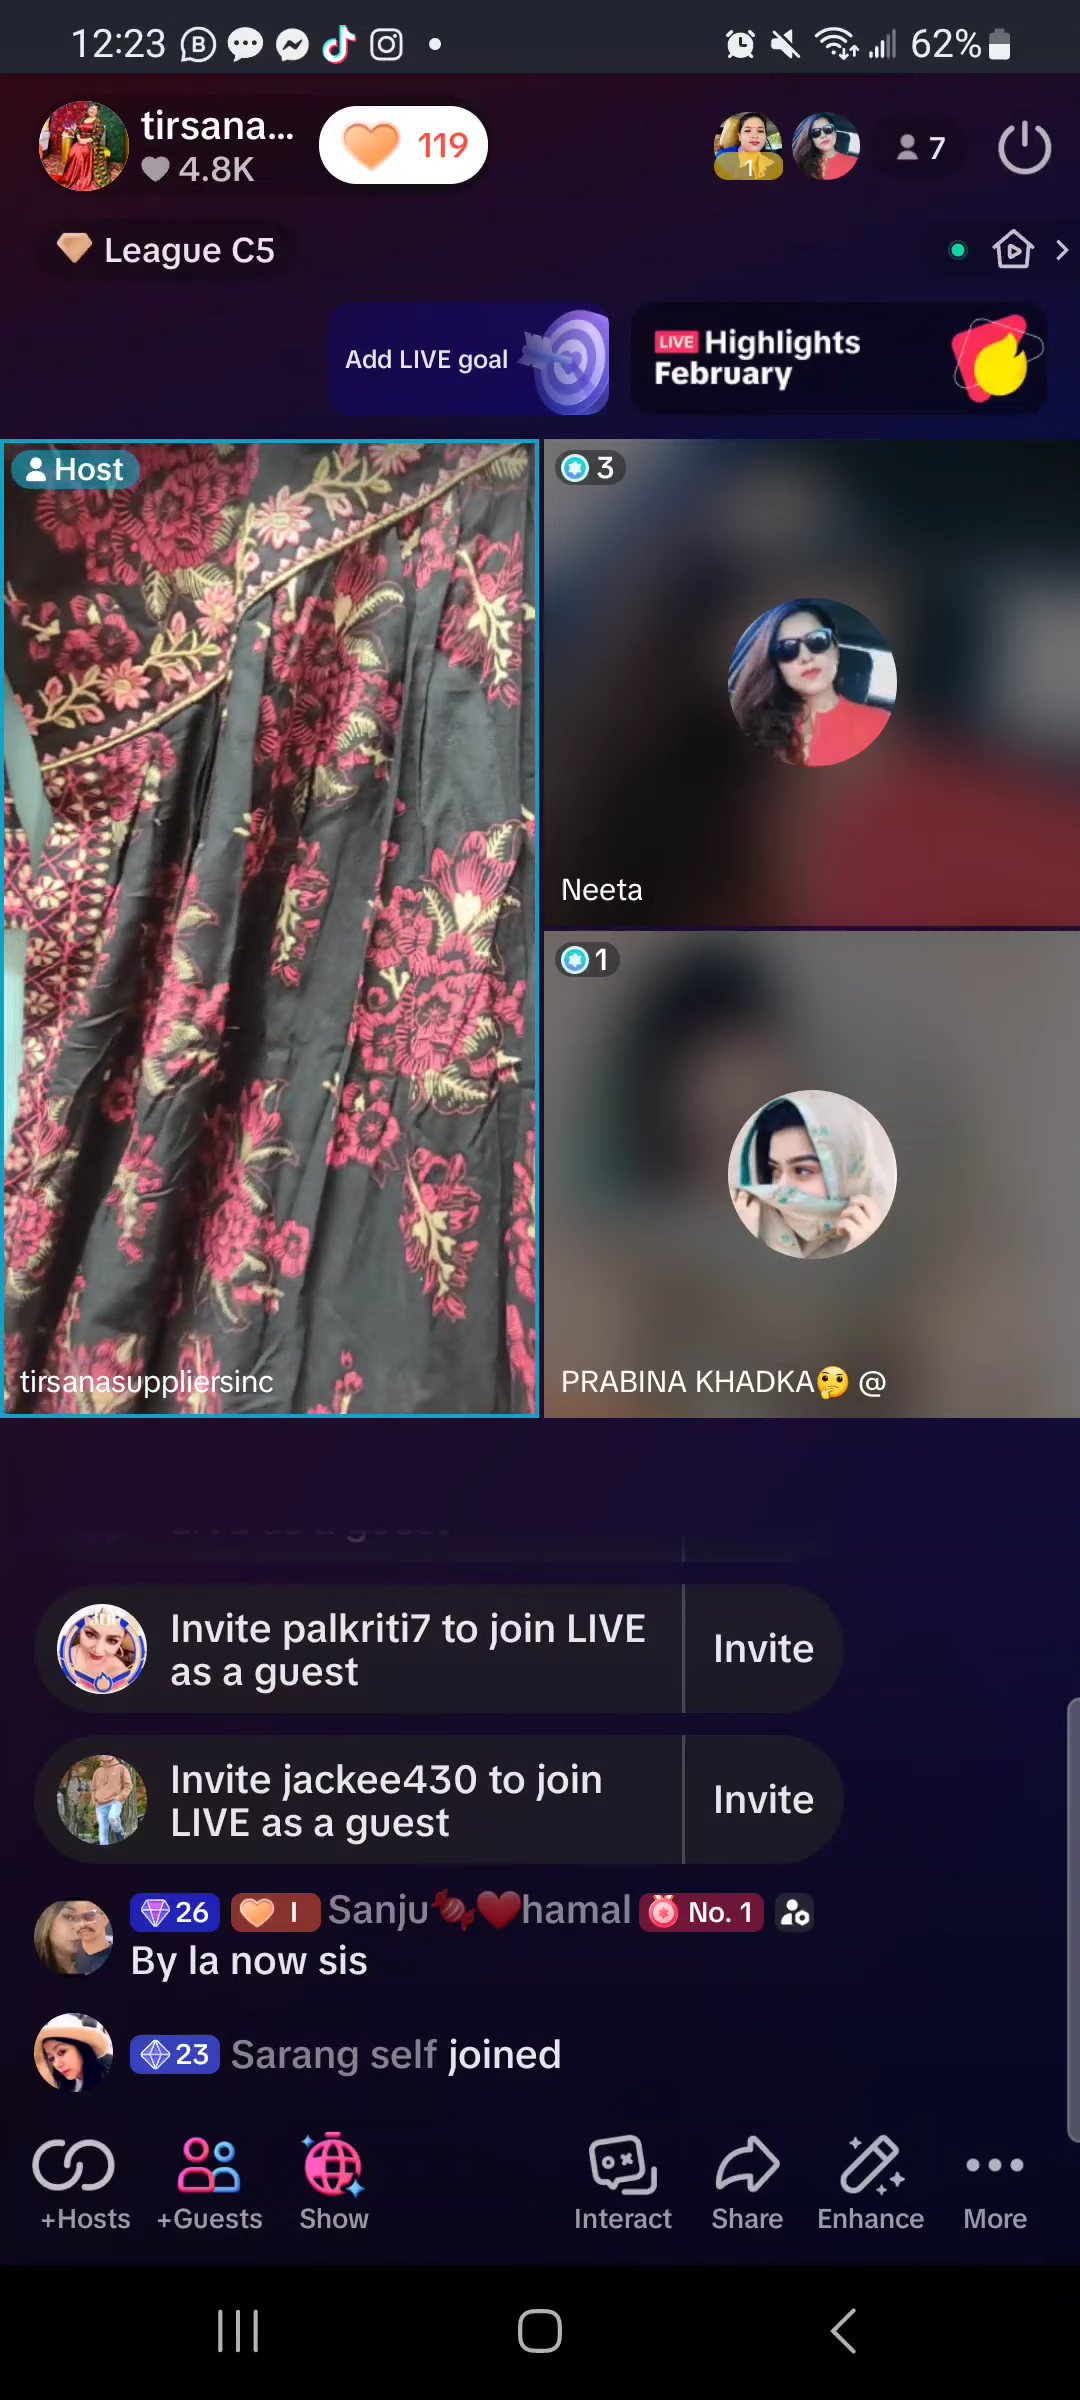 12:23
62%
tirsana...
4.8K
119
1
7
League C5
Add LIVE goal
LIVE Highlights
February
Host
3
Neeta
1
tirsanasuppliersinc
PRABINA KHADKA🤔 @
Invite palkriti7 to join LIVE
as a guest
Invite
Invite jackee430 to join
LIVE as a guest
Invite
26 I Sanju🍬❤️hamal No. 1
By la now sis
23 Sarang self joined
+Hosts
+Guests
Show
Interact
Share
Enhance
More